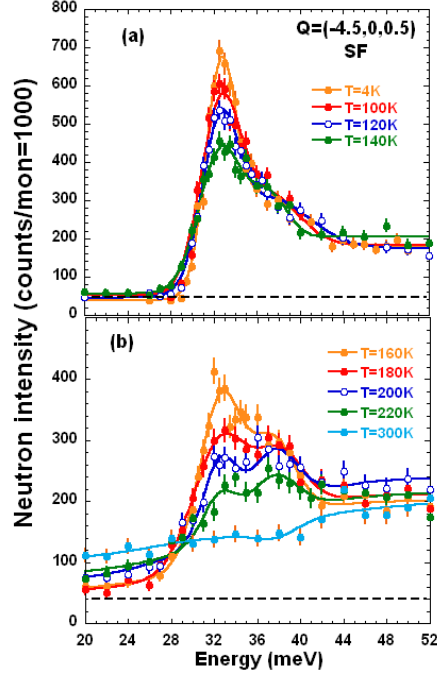 800
(a)
Q=(-4.5,0,0.5)
SF
700
600
T=4K
T=100K
500
T=120K
T=140K
400
300
200
100
0
Neutron intensity (counts/mon=1000)
(b)
T=160K
400
T=180K
T=200K
T=220K
300
T=300K
200
100
0
20 24 28 32 36 40 44 48 52
Energy (meV)